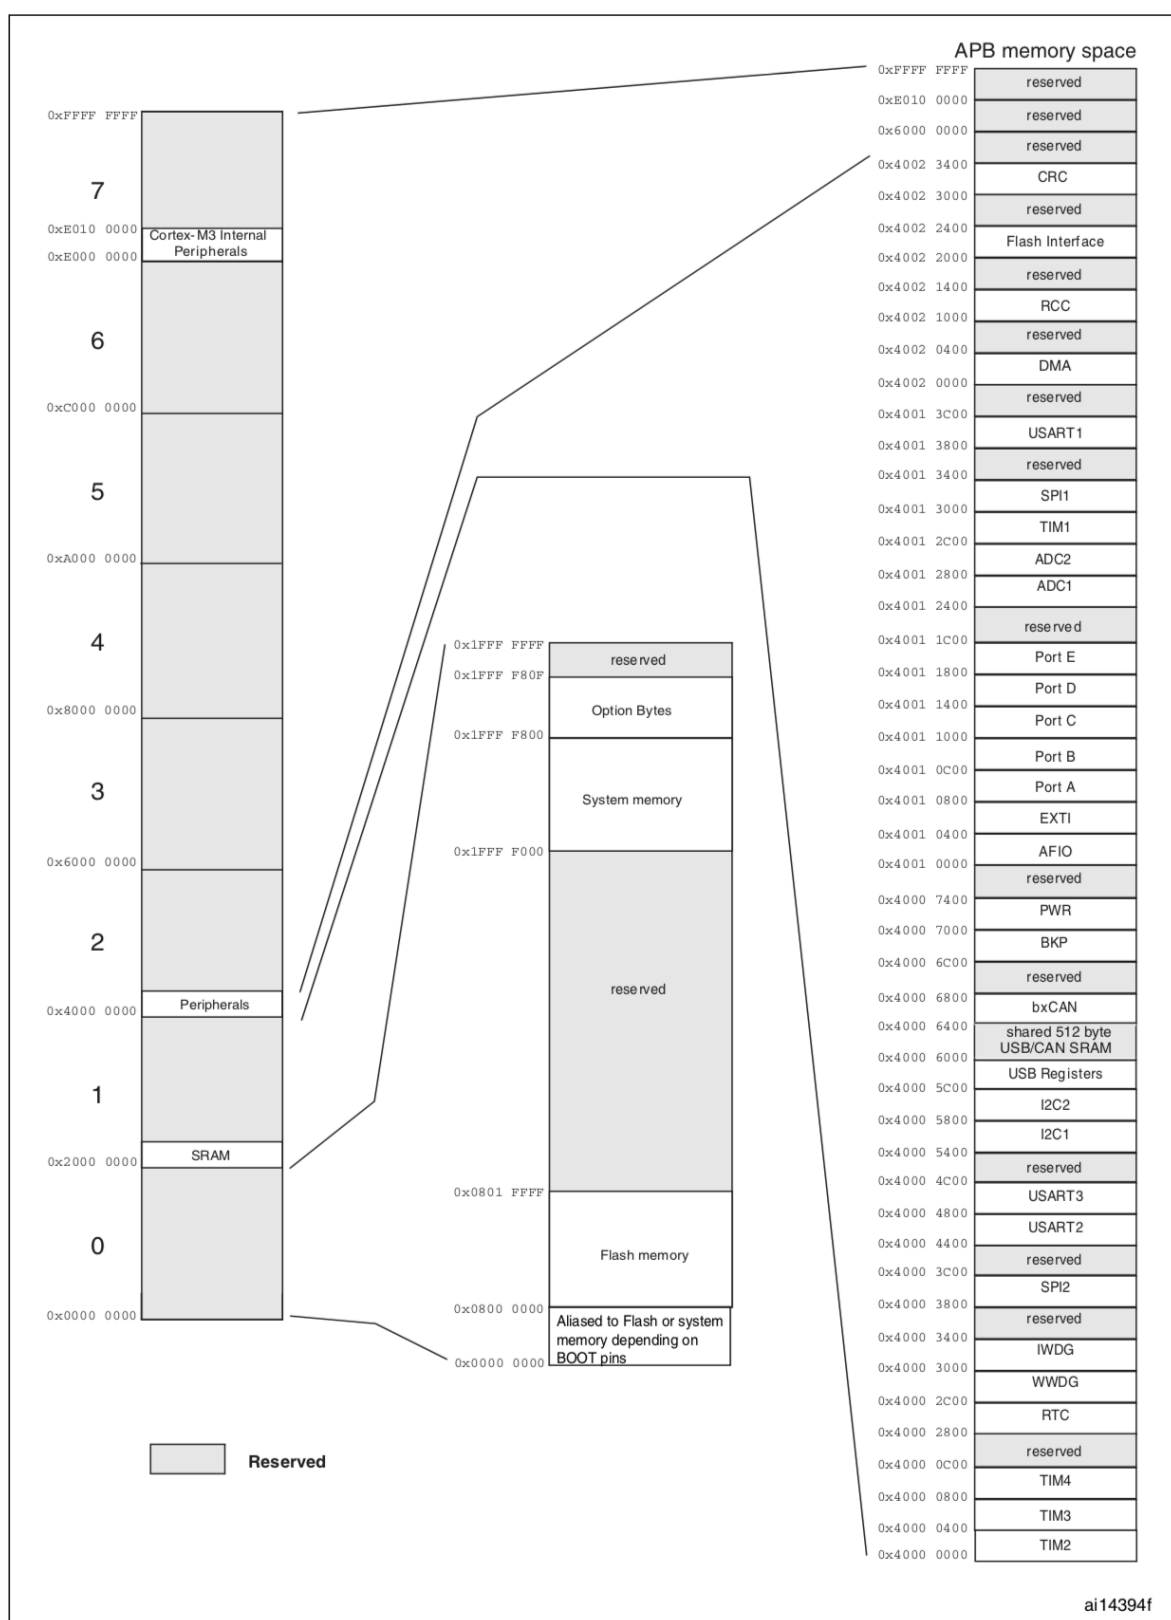 0xFFFF FFFF
7
0xE010 0000
Cortex-M3 Internal
Peripherals
0xE000 0000
6
0xC000 0000
5
0xA000 0000
4
0x8000 0000
3
0x6000 0000
2
Peripherals
0x4000 0000
1
SRAM
0x2000 0000
0
0x0000 0000
Reserved
0x1FFF FFFF
reserved
0x1FFF F80F
Option Bytes
0x1FFF F800
System memory
0x1FFF F000
reserved
0x0801 FFFF
Flash memory
0x0800 0000
Aliased to Flash or system
memory depending on
BOOT pins
0x0000 0000
APB memory space
0xFFFF FFFF
reserved
0xE010 0000
reserved
0x6000 0000
reserved
0x4002 3400
CRC
0x4002 3000
reserved
0x4002 2400
Flash Interface
0x4002 2000
reserved
0x4002 1400
RCC
0x4002 1000
reserved
0x4002 0400
DMA
0x4002 0000
reserved
0x4001 3C00
USART1
0x4001 3800
reserved
0x4001 3400
SPI1
0x4001 3000
TIM1
0x4001 2C00
ADC2
0x4001 2800
ADC1
0x4001 2400
reserved
0x4001 1C00
Port E
0x4001 1800
Port D
0x4001 1400
Port C
0x4001 1000
Port B
0x4001 0C00
Port A
0x4001 0800
EXTI
0x4001 0400
AFIO
0x4001 0000
reserved
0x4000 7400
PWR
0x4000 7000
BKP
0x4000 6C00
reserved
0x4000 6800
bxCAN
0x4000 6400
shared 512 byte
USB/CAN SRAM
0x4000 6000
USB Registers
0x4000 5C00
I2C2
0x4000 5800
I2C1
0x4000 5400
reserved
0x4000 4C00
USART3
0x4000 4800
USART2
0x4000 4400
reserved
0x4000 3C00
SPI2
0x4000 3800
reserved
0x4000 3400
IWDG
0x4000 3000
WWDG
0x4000 2C00
RTC
0x4000 2800
reserved
0x4000 0C00
TIM4
0x4000 0800
TIM3
0x4000 0400
TIM2
0x4000 0000
ai14394f